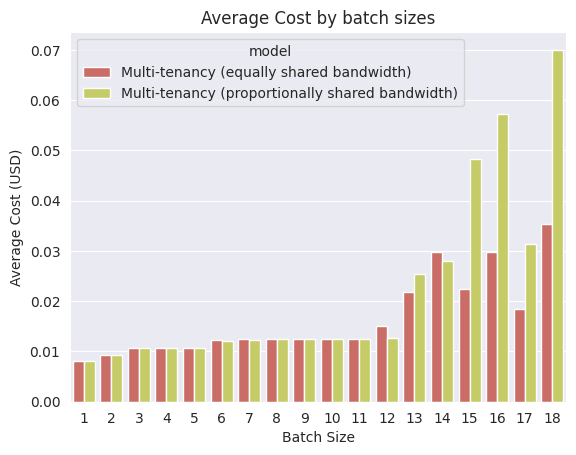 Average Cost by batch sizes
model
Multi-tenancy (equally shared bandwidth)
Multi-tenancy (proportionally shared bandwidth)
Average Cost (USD)
0.07
0.06
0.05
0.04
0.03
0.02
0.01
0.00
1 2 3 4 5 6 7 8 9 10 11 12 13 14 15 16 17 18
Batch Size